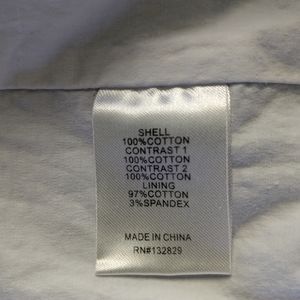 SHELL
100%COTTON
CONTRAST 1
100%COTTON
CONTRAST 2
100%COTTON
LINING
97%COTTON
3%SPANDEX
MADE IN CHINA
RN#132829